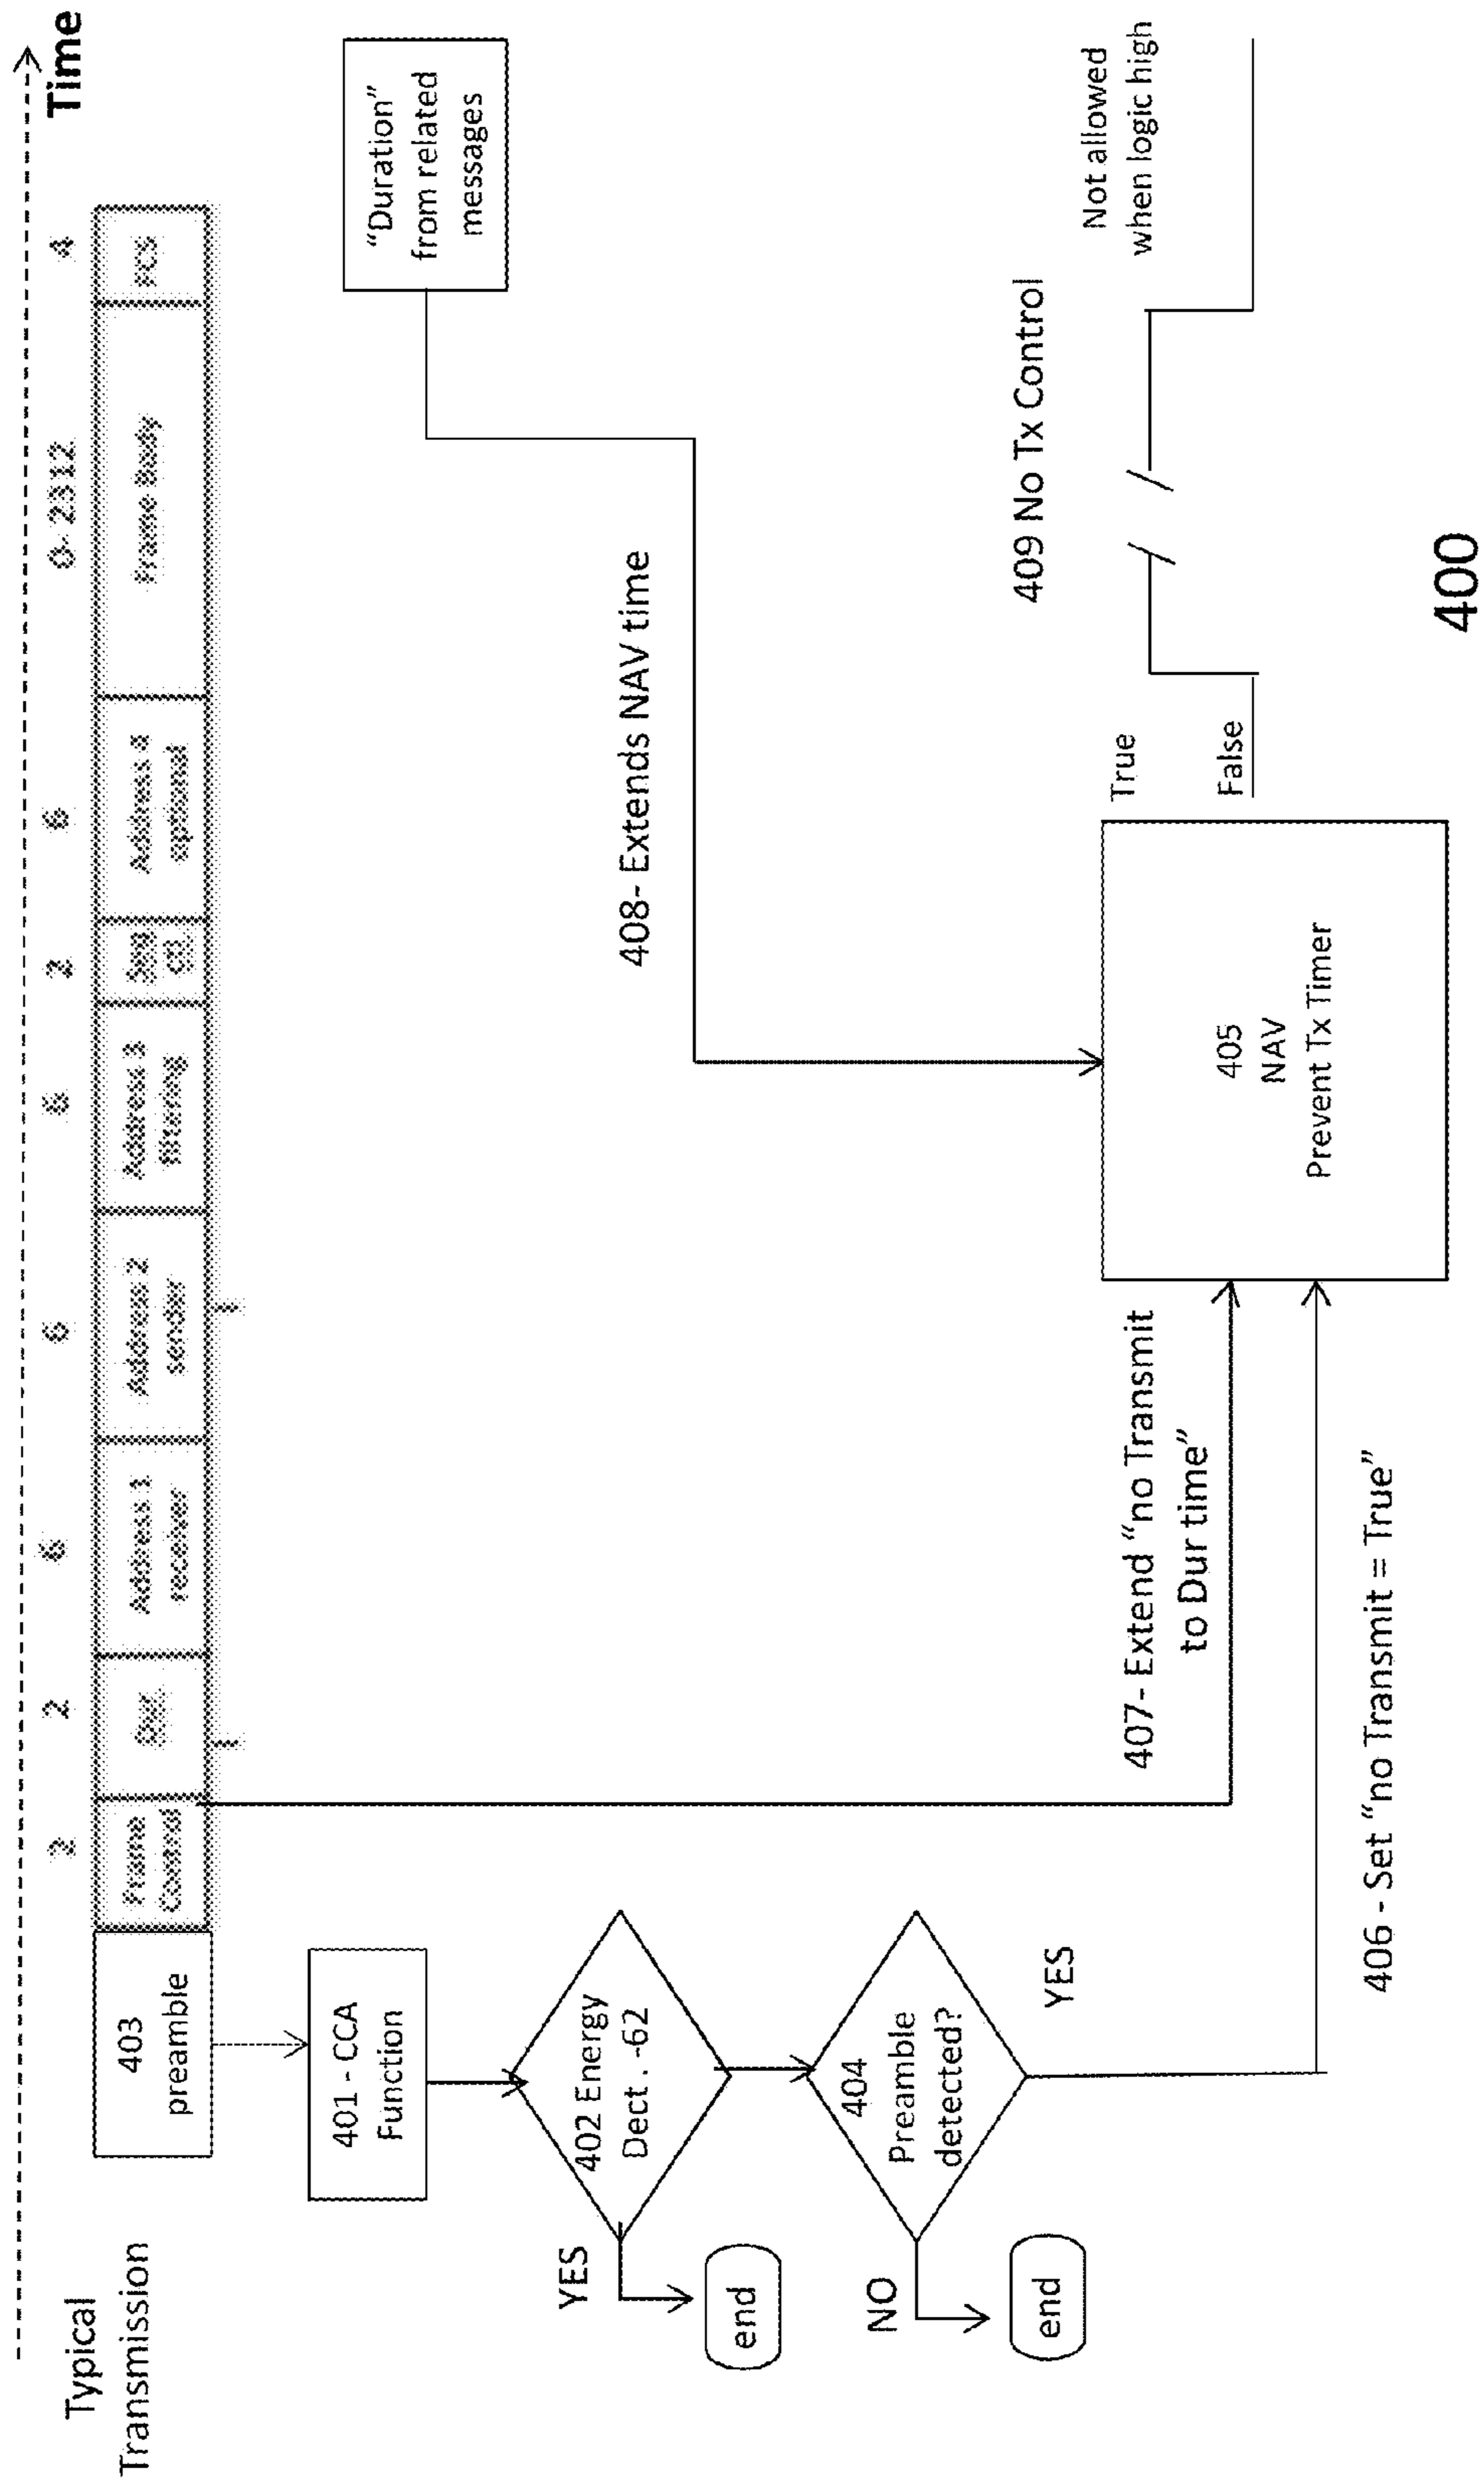 Time
Typical
Transmission
2
2
6
6
6
2
6
0- 2312
4
403
preamble
Frame
Control
Dur.
Address 1
receiver
Address 2
sender
Address 3
filtering
Seq
Ctl.
Address 4
optional
Frame Body
FCS
401 - CCA
Function
"Duration"
from related
messages
402 Energy
Dect . -62
YES
end
408- Extends NAV time
404
Preamble
detected?
NO
YES
end
407- Extend "no Transmit
to Dur time"
406 - Set "no Transmit = True"
405
NAV
Prevent Tx Timer
409 No Tx Control
True
False
Not allowed
when logic high
400